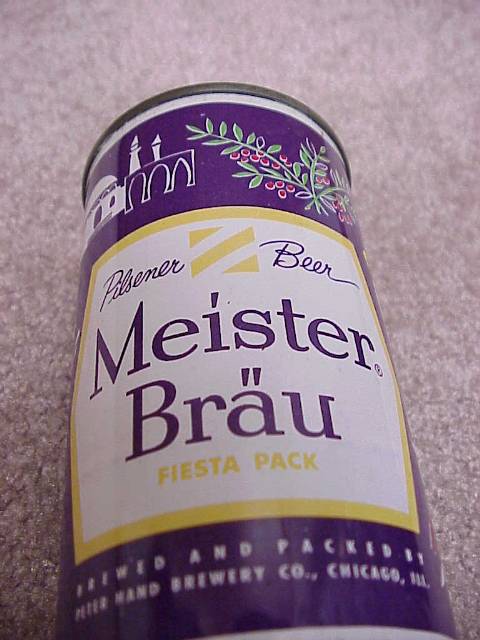 Pilsener Beer
Meister®
Bräu
FIESTA PACK
BREWED AND PACKED BY
PETER HAND BREWERY CO., CHICAGO, ILL.